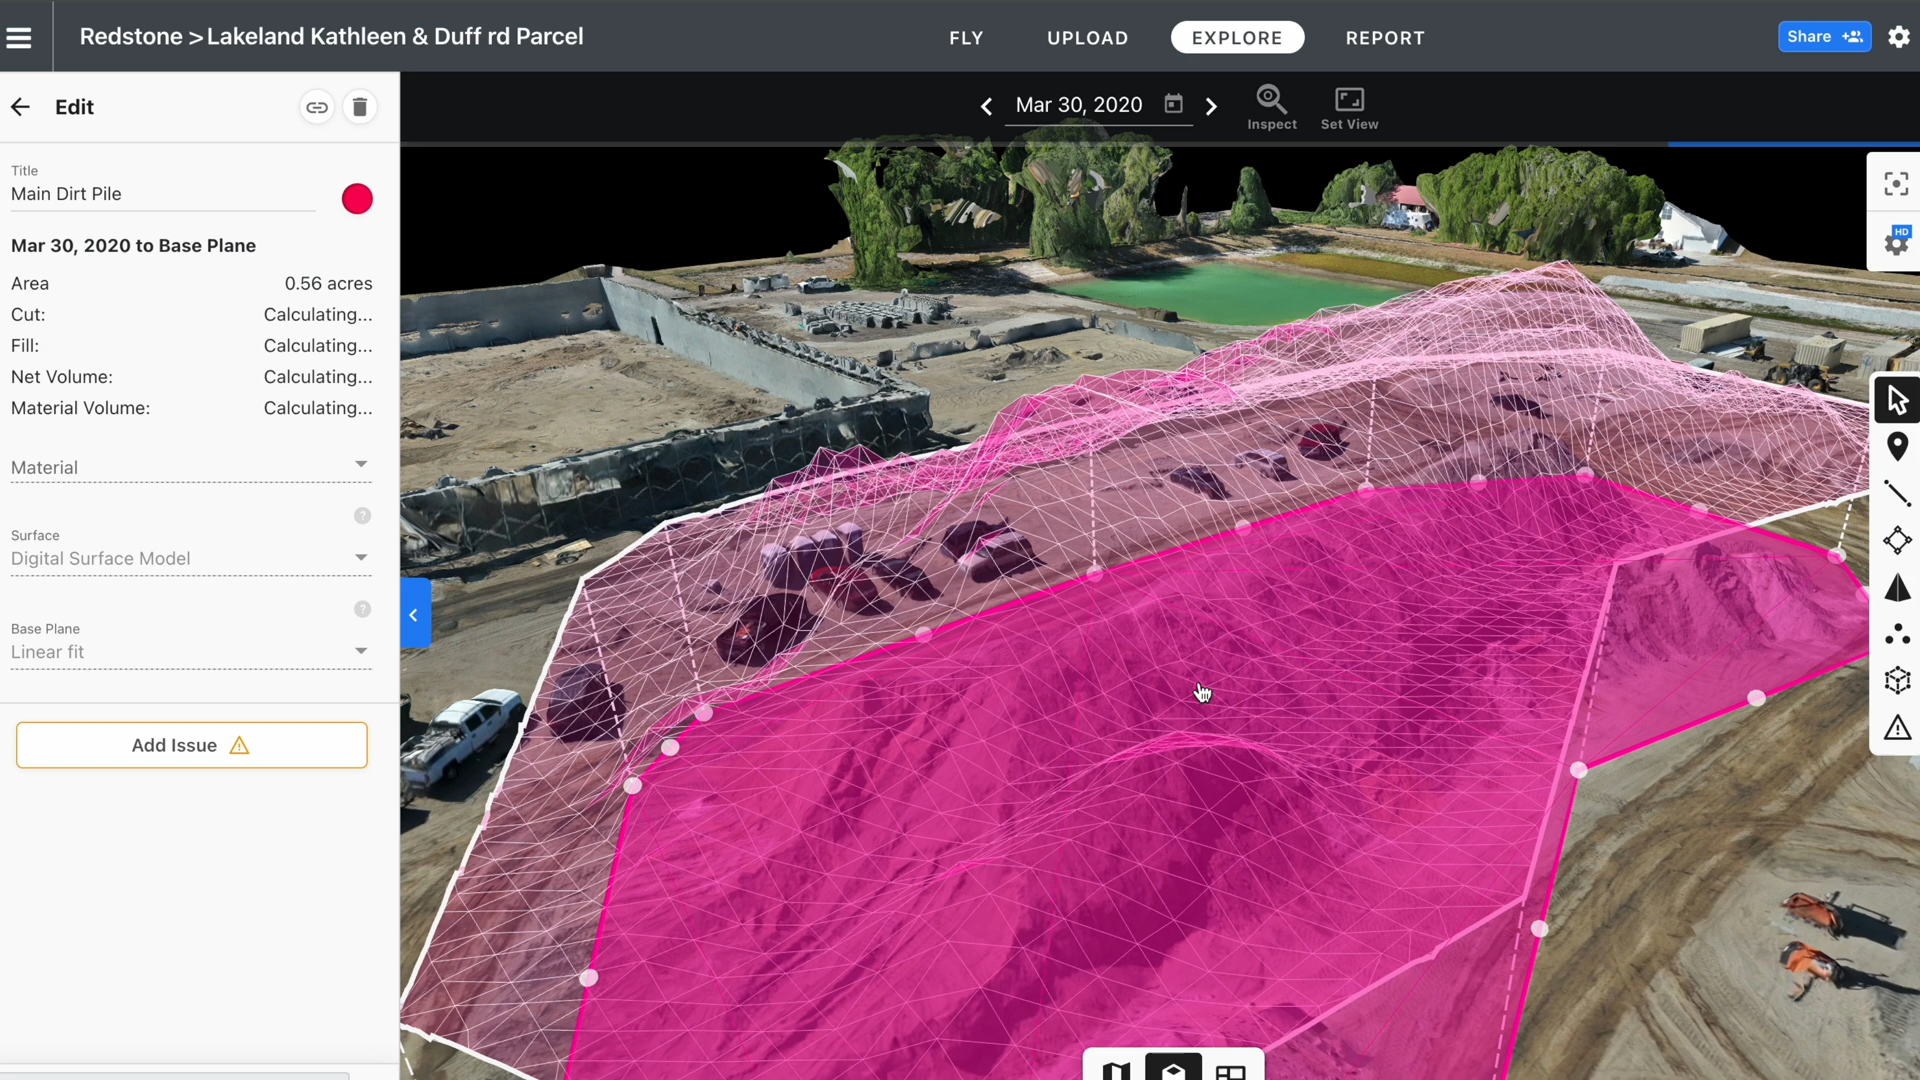 Redstone > Lakeland Kathleen & Duff rd Parcel
FLY
UPLOAD
EXPLORE
REPORT
Share
Edit
Mar 30, 2020
Inspect
Set View
Title
Main Dirt Pile
HD
Mar 30, 2020 to Base Plane
Area 0.56 acres
Cut: Calculating...
Fill: Calculating...
Net Volume: Calculating...
Material Volume: Calculating...
Material
?
Surface
Digital Surface Model
?
Base Plane
Linear fit
Add Issue